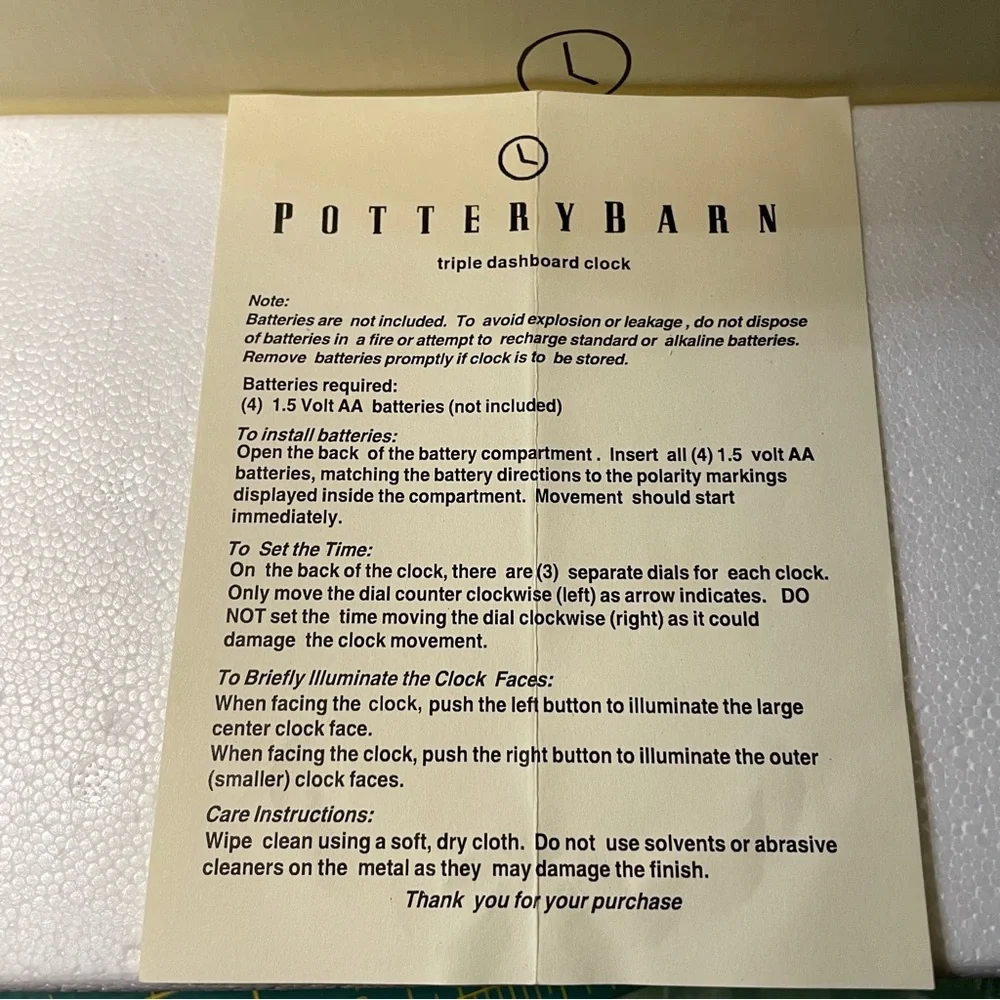 POTTERYBARN
triple dashboard clock
Note:
Batteries are not included. To avoid explosion or leakage, do not dispose
of batteries in a fire or attempt to recharge standard or alkaline batteries.
Remove batteries promptly if clock is to be stored.
Batteries required:
(4) 1.5 Volt AA batteries (not included)
To install batteries:
Open the back of the battery compartment. Insert all (4) 1.5 volt AA
batteries, matching the battery directions to the polarity markings
displayed inside the compartment. Movement should start
immediately.
To Set the Time:
On the back of the clock, there are (3) separate dials for each clock.
Only move the dial counter clockwise (left) as arrow indicates. DO
NOT set the time moving the dial clockwise (right) as it could
damage the clock movement.
To Briefly Illuminate the Clock Faces:
When facing the clock, push the left button to illuminate the large
center clock face.
When facing the clock, push the right button to illuminate the outer
(smaller) clock faces.
Care Instructions:
Wipe clean using a soft, dry cloth. Do not use solvents or abrasive
cleaners on the metal as they may damage the finish.
Thank you for your purchase